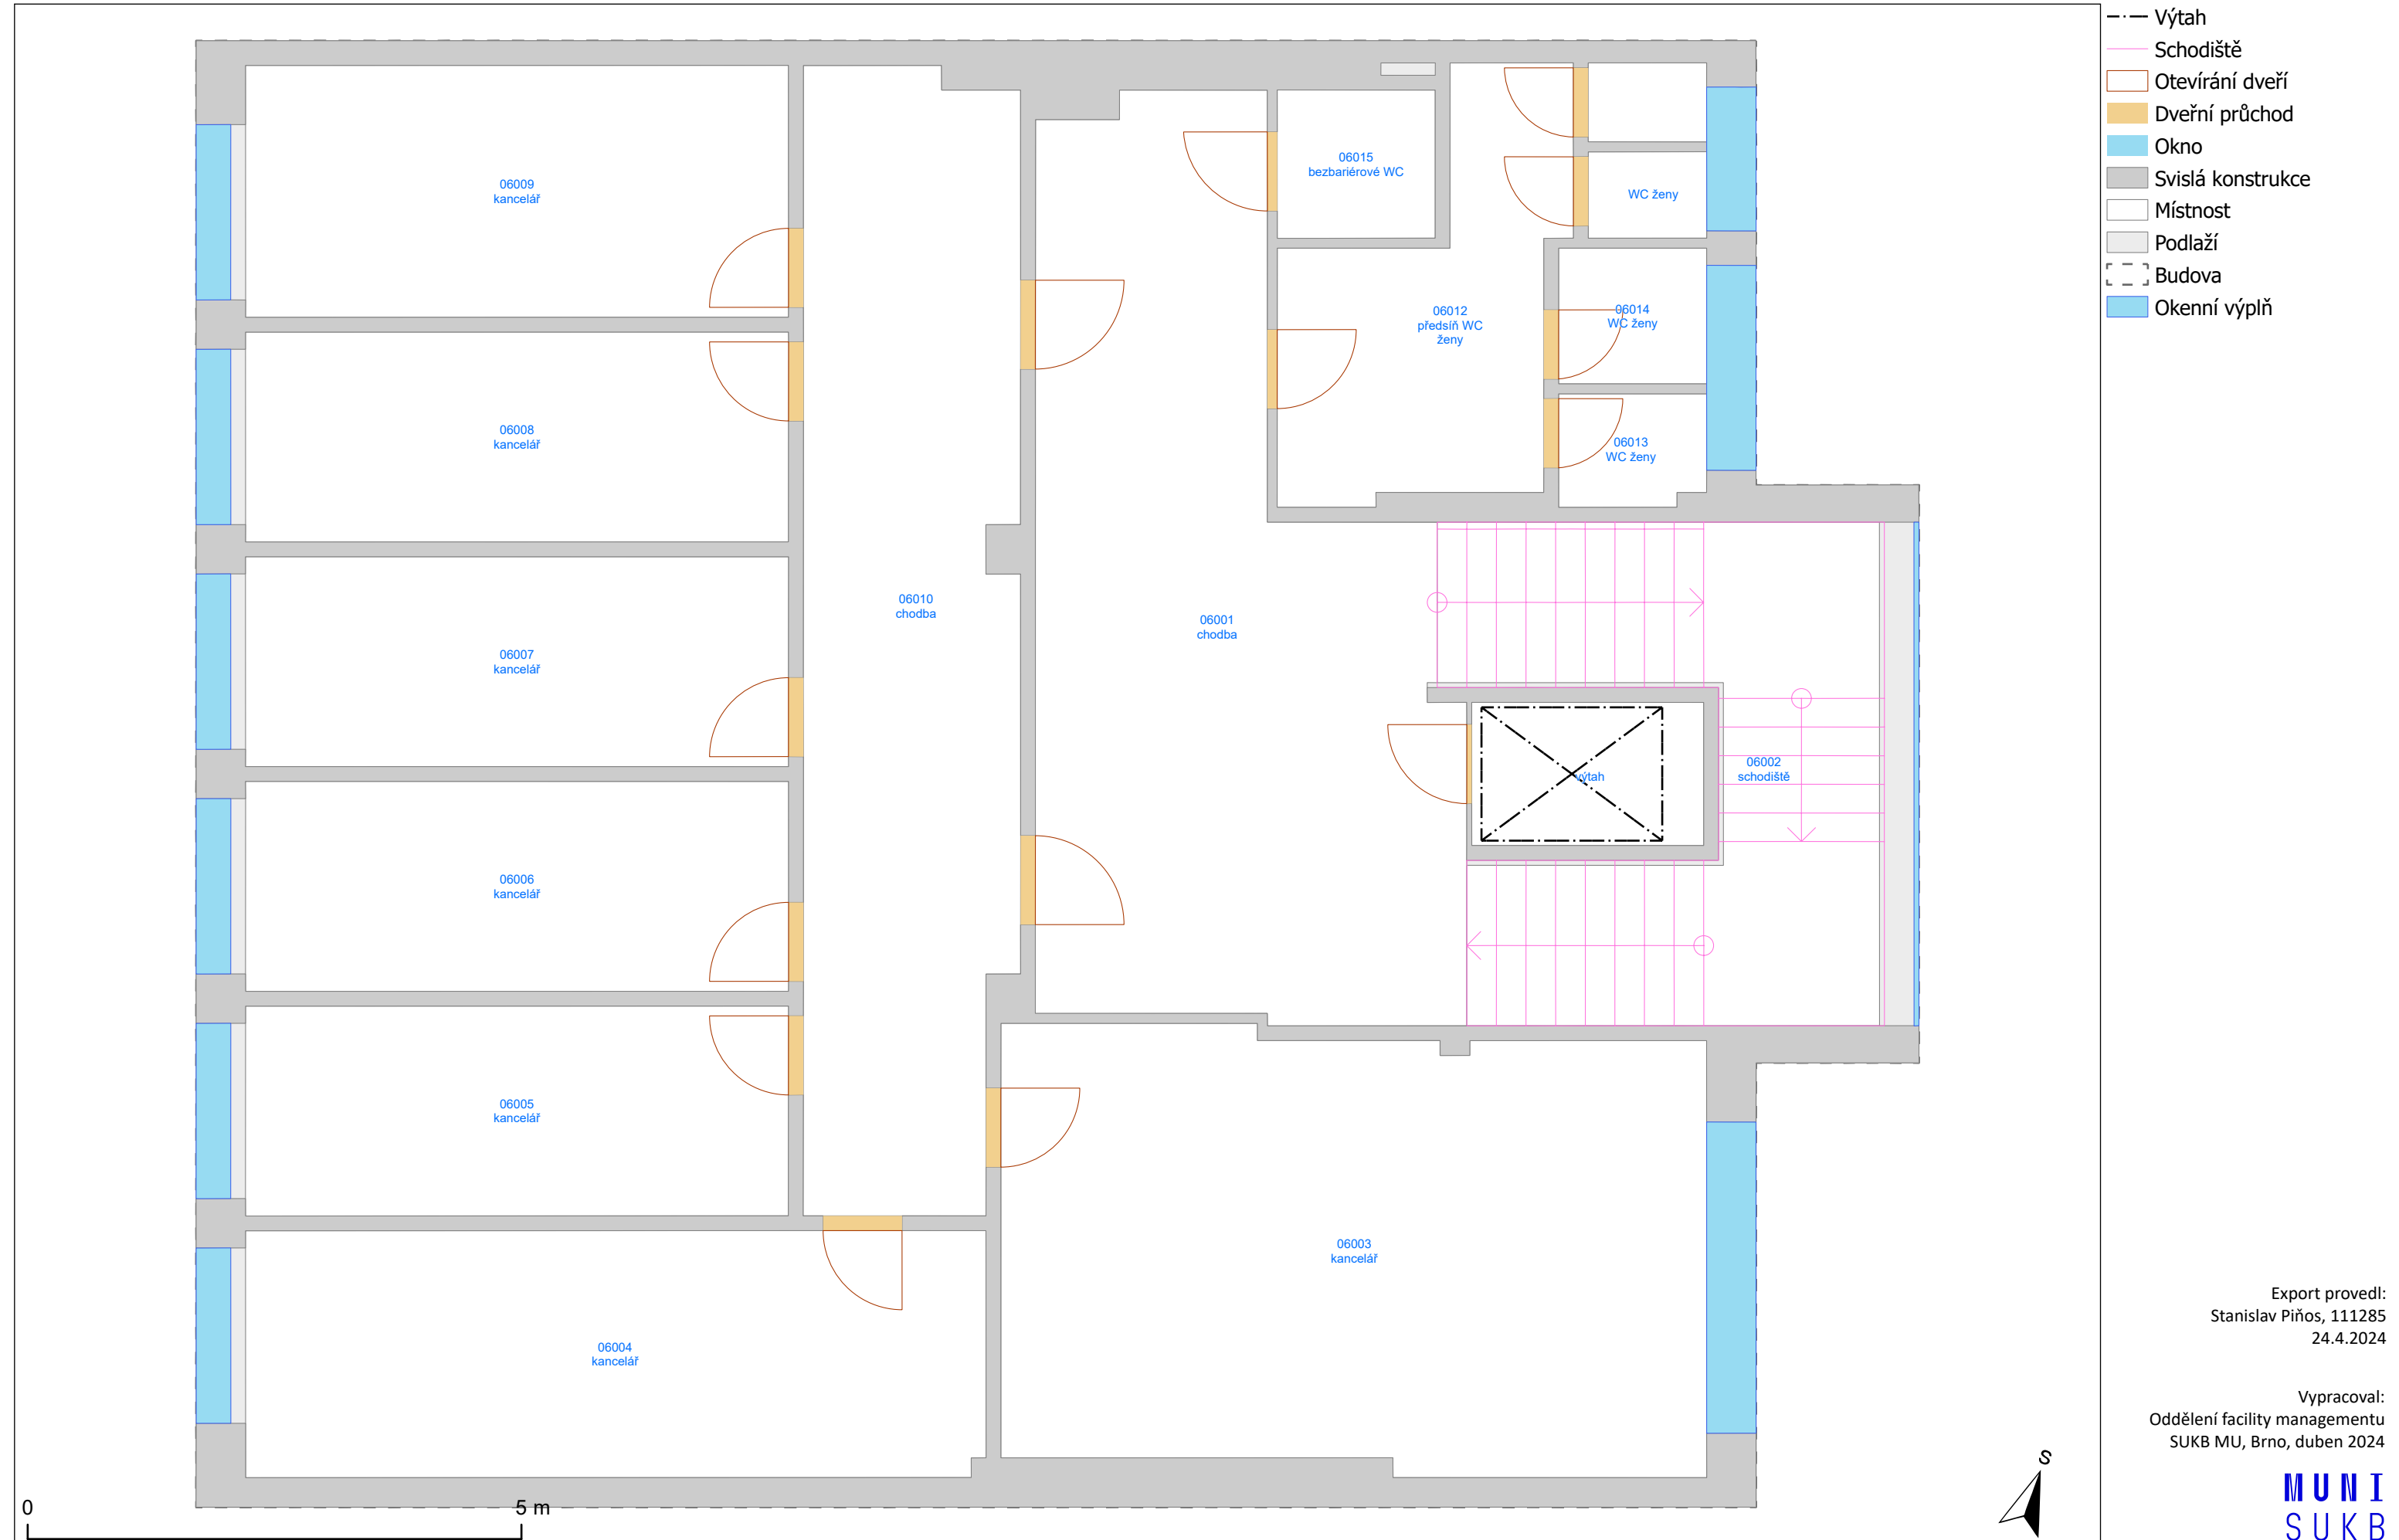 Výtah
Schodiště
Otevírání dveří
Dveřní průchod
Okno
Svislá konstrukce
Místnost
Podlaží
Budova
Okenní výplň
06009
kancelář
06015
bezbariérové WC
WC ženy
06012
předsíň WC
ženy
06014
WC ženy
06008
kancelář
06013
WC ženy
06010
chodba
06001
chodba
06007
kancelář
výtah
06002
schodiště
06006
kancelář
06005
kancelář
06003
kancelář
06004
kancelář
Export provedl:
Stanislav Piňos, 111285
24.4.2024
Vypracoval:
Oddělení facility managementu
SUKB MU, Brno, duben 2024
S
0
5 m
MUNI
SUKB